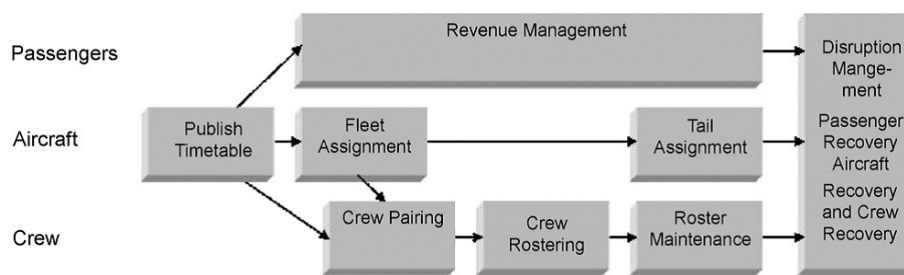 Passengers
Revenue Management
Disruption
Mange-
ment
Aircraft
Publish
Timetable
Fleet
Assignment
Tail
Assignment
Passenger
Recovery
Aircraft
Crew
Crew Pairing
Crew
Rostering
Roster
Maintenance
Recovery
and Crew
Recovery